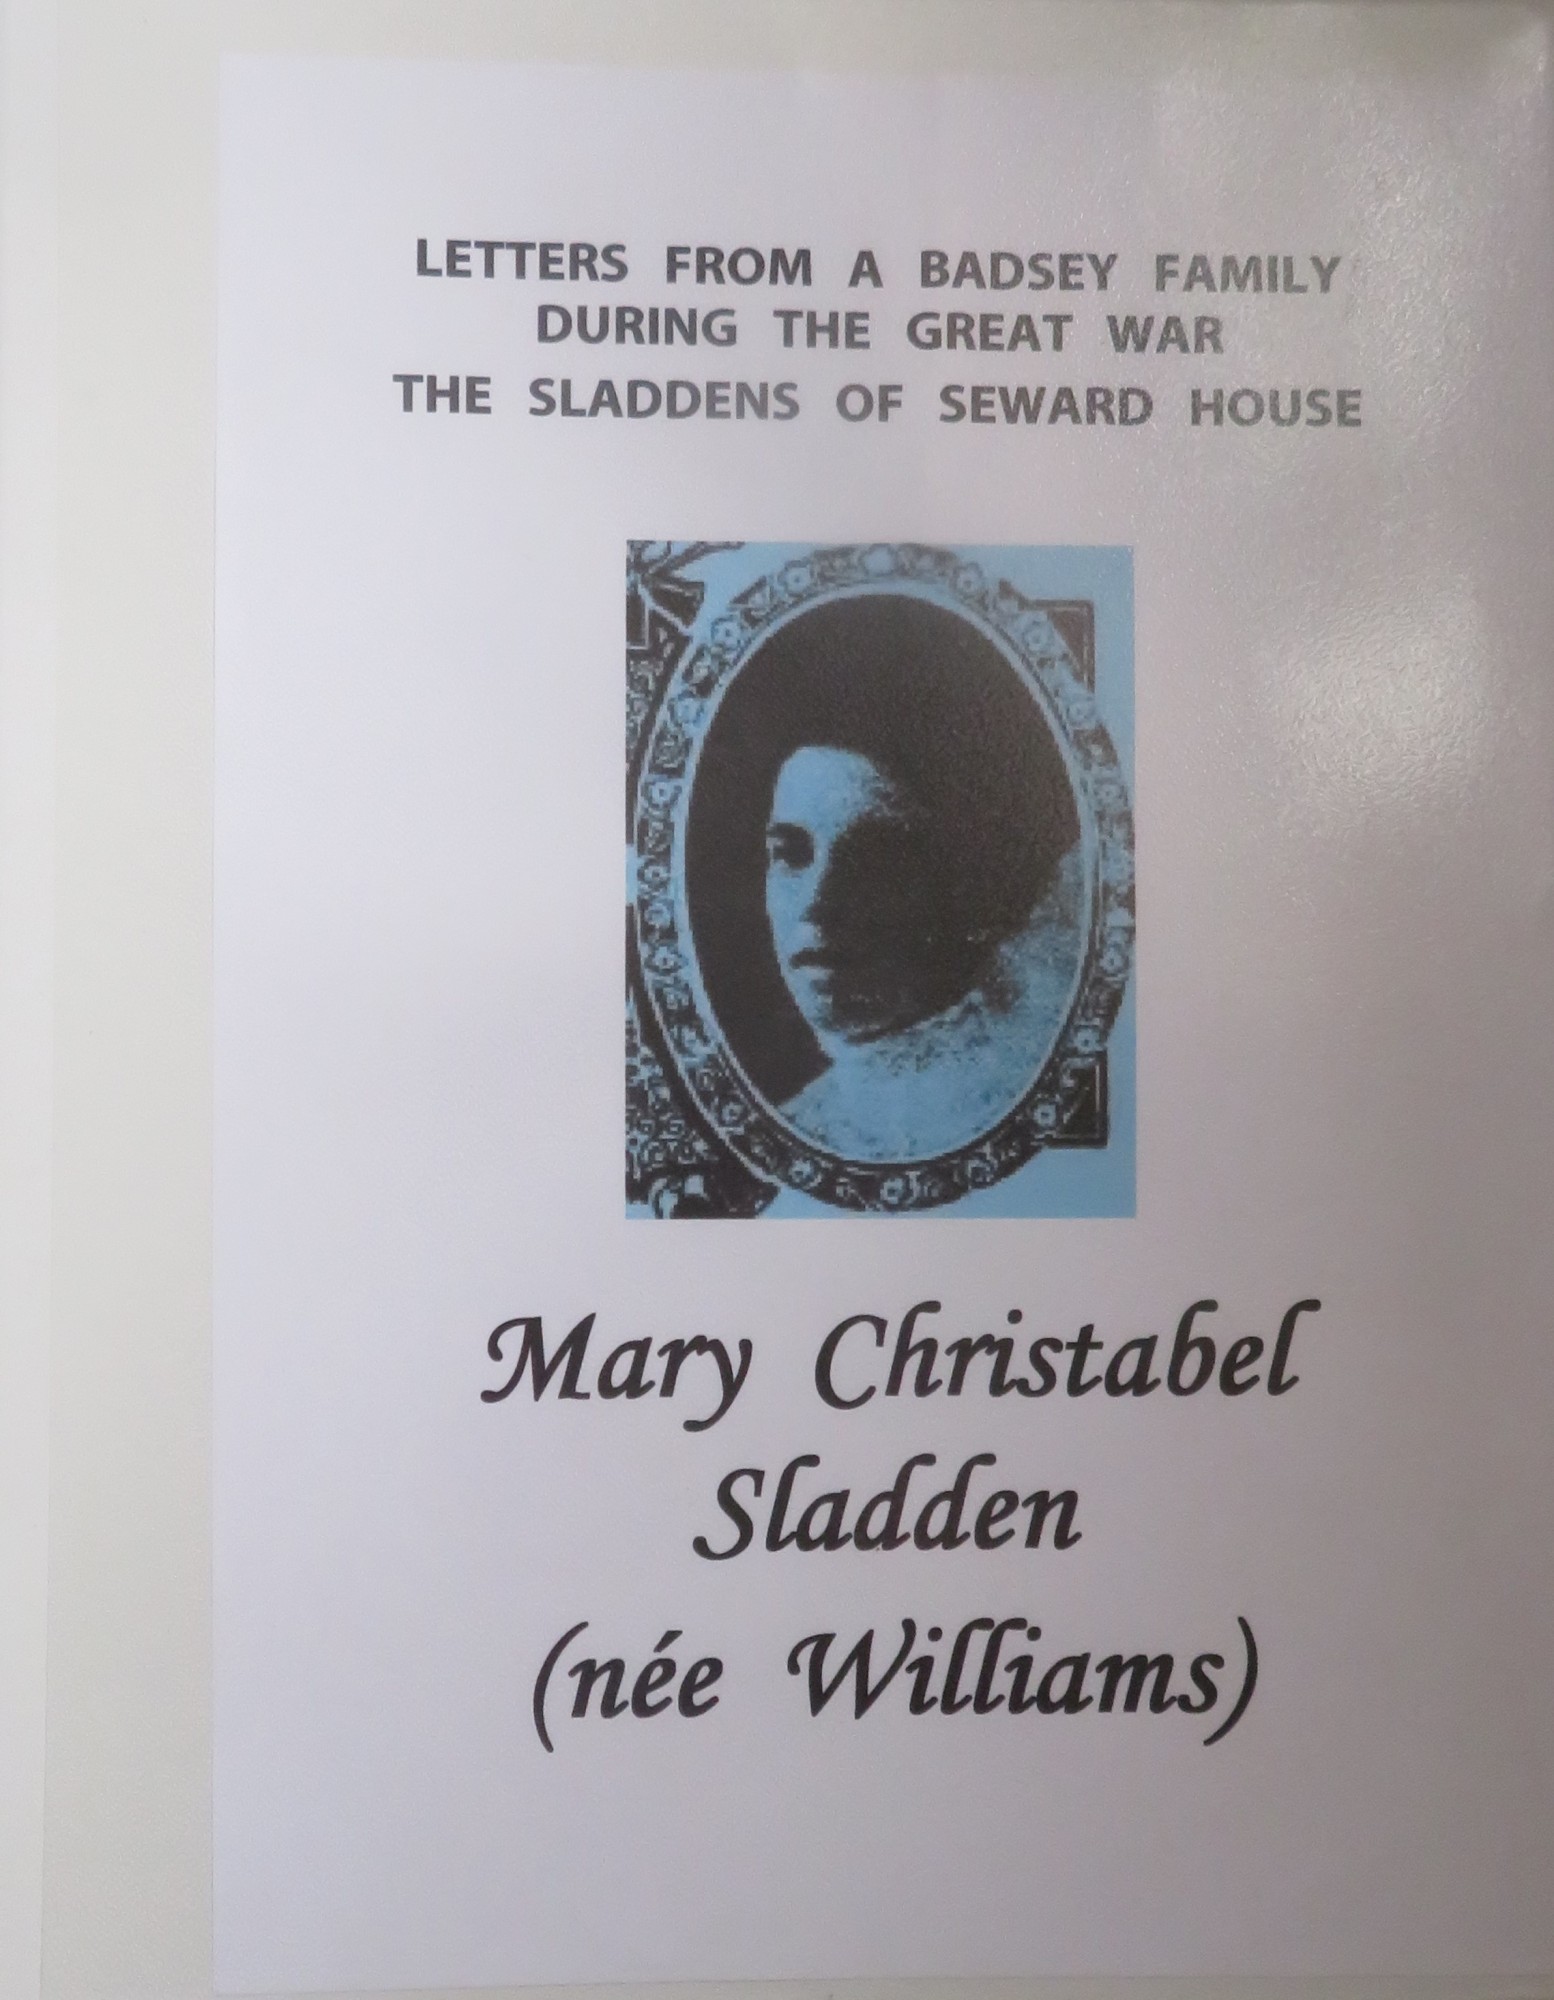 LETTERS FROM A BADSEY FAMILY
DURING THE GREAT WAR
THE SLADDENS OF SEWARD HOUSE
Mary Christabel
Sladden
(née Williams)